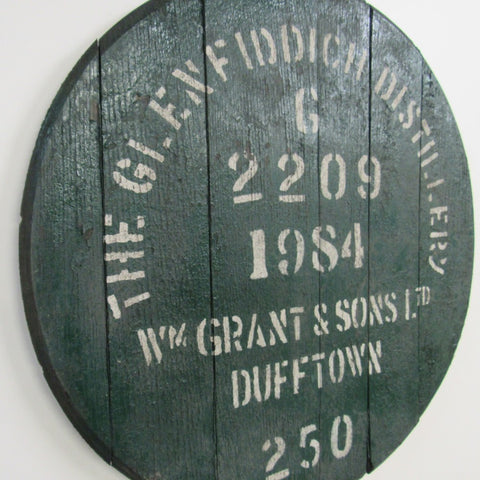 THE GLENFIDDICH DISTILLERY
G
2209
1984
WM GRANT & SONS LTD
DUFFTOWN
250